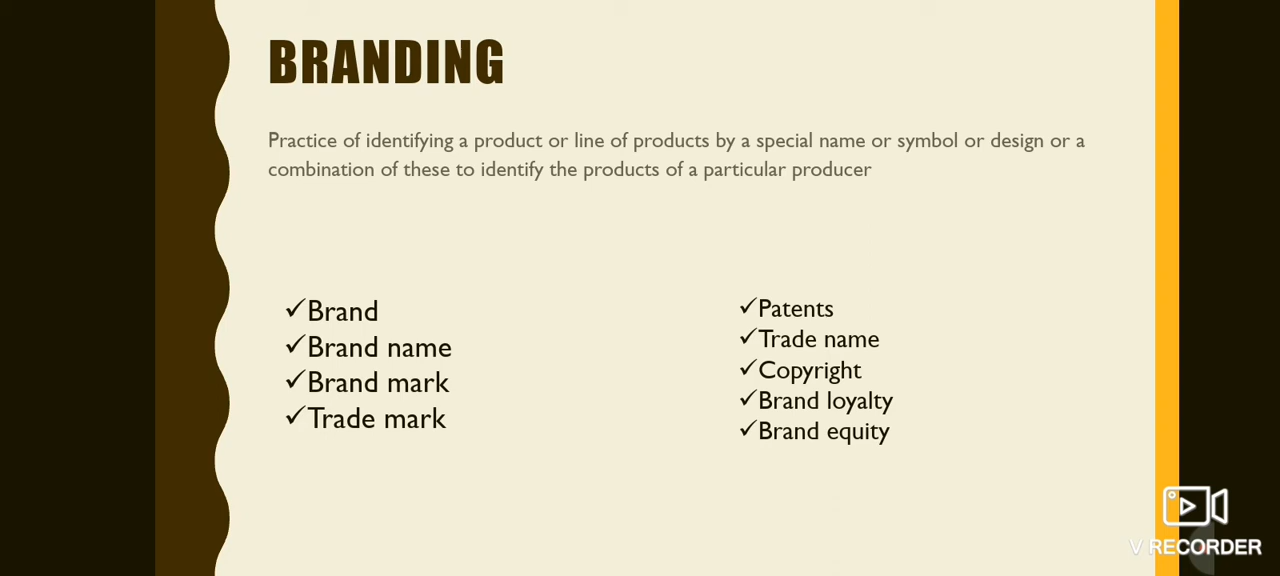 BRANDING
Practice of identifying a product or line of products by a special name or symbol or design or a
combination of these to identify the products of a particular producer
✓Brand
✓Brand name
✓Brand mark
✓Trade mark
✓Patents
✓Trade name
✓Copyright
✓Brand loyalty
✓Brand equity
V RECORDER